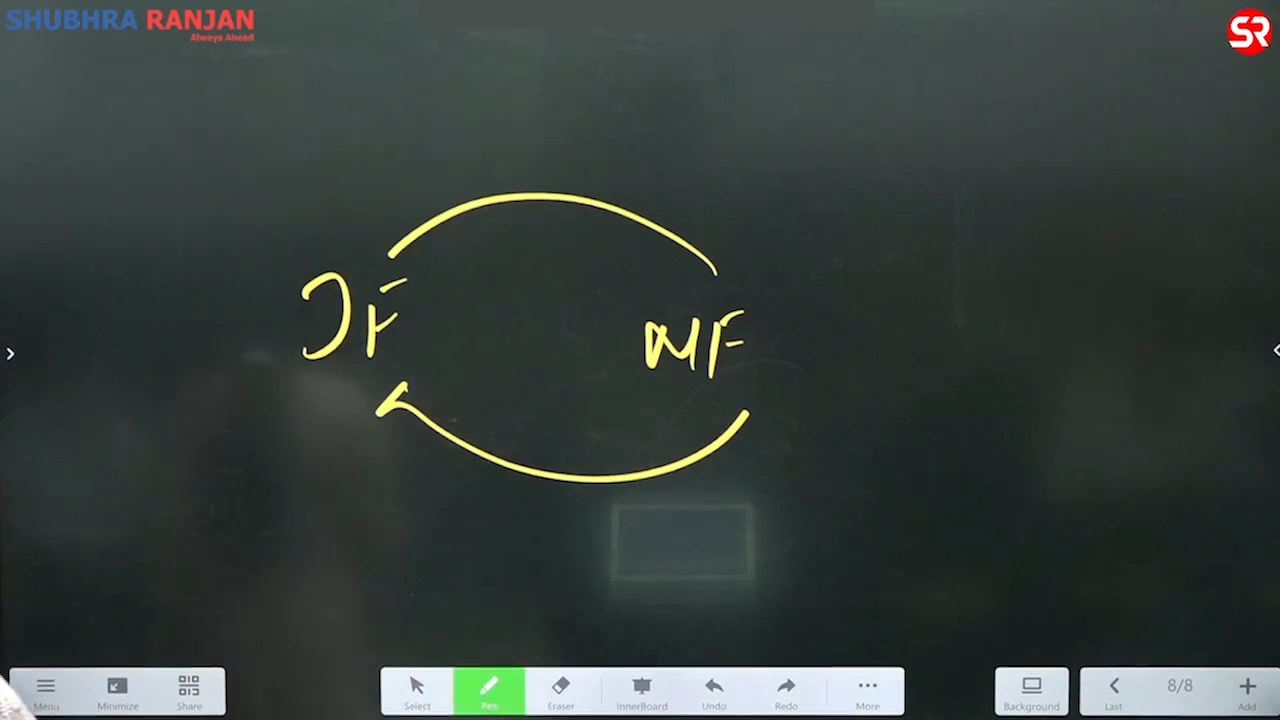 SHUBHRA RANJAN
Always Ahead
SR
MF
Menu
Minimize
Share
Select
Pen
Eraser
InnerBoard
Undo
Redo
More
Background
Last
8/8
Add